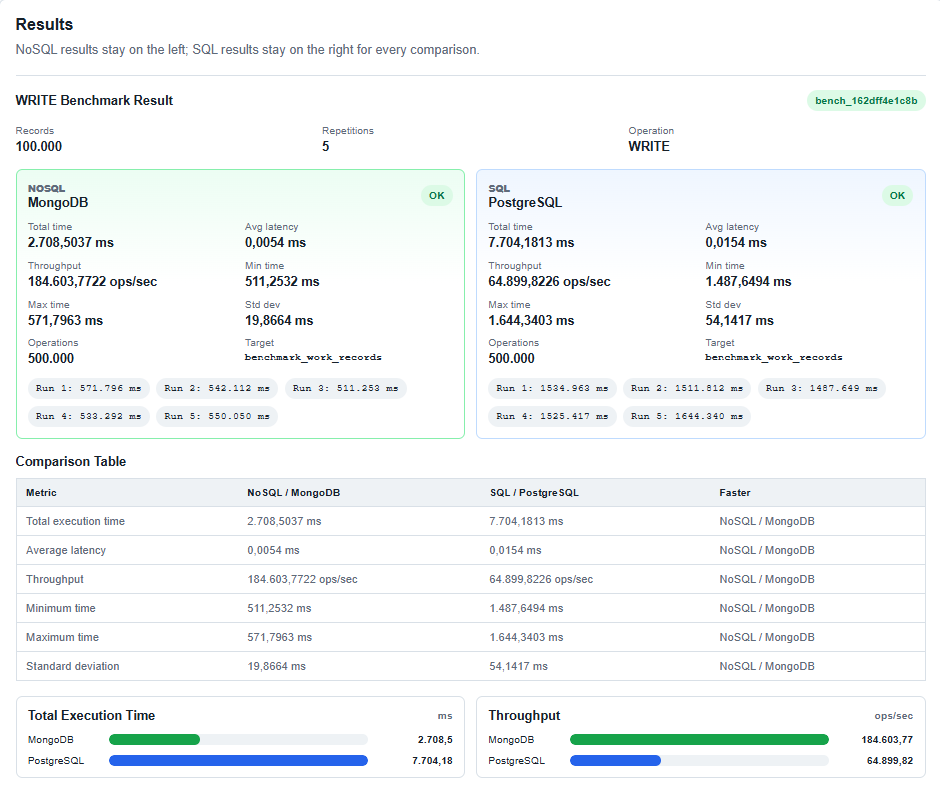 Results
NoSQL results stay on the left; SQL results stay on the right for every comparison.
WRITE Benchmark Result
bench_162dff4e1c8b
Records
Repetitions
Operation
100.000
5
WRITE
NOSQL
MongoDB
OK
Total time
Avg latency
2.708,5037 ms
0,0054 ms
Throughput
Min time
184.603,7722 ops/sec
511,2532 ms
Max time
Std dev
571,7963 ms
19,8664 ms
Operations
Target
500.000
benchmark_work_records
Run 1: 571.796 ms
Run 2: 542.112 ms
Run 3: 511.253 ms
Run 4: 533.292 ms
Run 5: 550.050 ms
SQL
PostgreSQL
OK
Total time
Avg latency
7.704,1813 ms
0,0154 ms
Throughput
Min time
64.899,8226 ops/sec
1.487,6494 ms
Max time
Std dev
1.644,3403 ms
54,1417 ms
Operations
Target
500.000
benchmark_work_records
Run 1: 1534.963 ms
Run 2: 1511.812 ms
Run 3: 1487.649 ms
Run 4: 1525.417 ms
Run 5: 1644.340 ms
Comparison Table
Metric NoSQL / MongoDB SQL / PostgreSQL Faster
Total execution time 2.708,5037 ms 7.704,1813 ms NoSQL / MongoDB
Average latency 0,0054 ms 0,0154 ms NoSQL / MongoDB
Throughput 184.603,7722 ops/sec 64.899,8226 ops/sec NoSQL / MongoDB
Minimum time 511,2532 ms 1.487,6494 ms NoSQL / MongoDB
Maximum time 571,7963 ms 1.644,3403 ms NoSQL / MongoDB
Standard deviation 19,8664 ms 54,1417 ms NoSQL / MongoDB
Total Execution Time ms
MongoDB 2.708,5
PostgreSQL 7.704,18
Throughput ops/sec
MongoDB 184.603,77
PostgreSQL 64.899,82